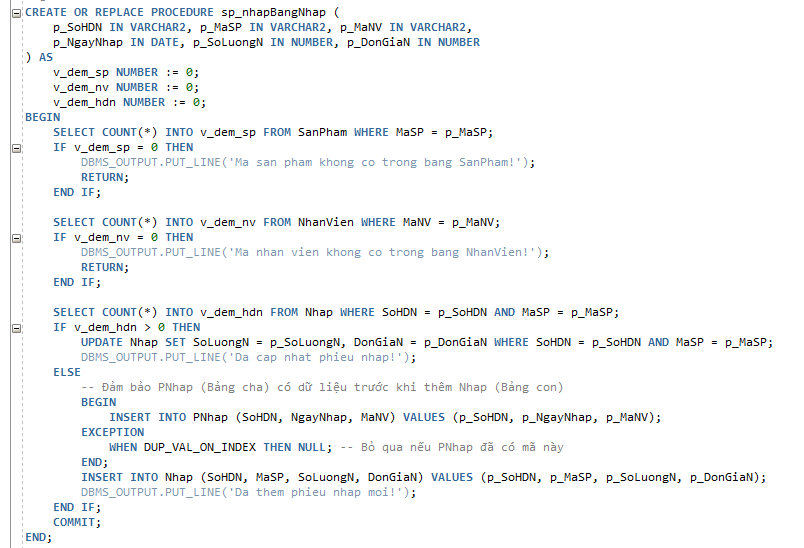 CREATE OR REPLACE PROCEDURE sp_nhapBangNhap (
    p_SoHDN IN VARCHAR2, p_MaSP IN VARCHAR2, p_MaNV IN VARCHAR2,
    p_NgayNhap IN DATE, p_SoLuongN IN NUMBER, p_DonGiaN IN NUMBER
) AS
    v_dem_sp NUMBER := 0;
    v_dem_nv NUMBER := 0;
    v_dem_hdn NUMBER := 0;
BEGIN
    SELECT COUNT(*) INTO v_dem_sp FROM SanPham WHERE MaSP = p_MaSP;
    IF v_dem_sp = 0 THEN
        DBMS_OUTPUT.PUT_LINE('Ma san pham khong co trong bang SanPham!');
        RETURN;
    END IF;

    SELECT COUNT(*) INTO v_dem_nv FROM NhanVien WHERE MaNV = p_MaNV;
    IF v_dem_nv = 0 THEN
        DBMS_OUTPUT.PUT_LINE('Ma nhan vien khong co trong bang NhanVien!');
        RETURN;
    END IF;

    SELECT COUNT(*) INTO v_dem_hdn FROM Nhap WHERE SoHDN = p_SoHDN AND MaSP = p_MaSP;
    IF v_dem_hdn > 0 THEN
        UPDATE Nhap SET SoLuongN = p_SoLuongN, DonGiaN = p_DonGiaN WHERE SoHDN = p_SoHDN AND MaSP = p_MaSP;
        DBMS_OUTPUT.PUT_LINE('Da cap nhat phieu nhap!');
    ELSE
        -- Đảm bảo PNhap (Bảng cha) có dữ liệu trước khi thêm Nhap (Bảng con)
        BEGIN
            INSERT INTO PNhap (SoHDN, NgayNhap, MaNV) VALUES (p_SoHDN, p_NgayNhap, p_MaNV);
        EXCEPTION
            WHEN DUP_VAL_ON_INDEX THEN NULL; -- Bỏ qua nếu PNhap đã có mã này
        END;
        INSERT INTO Nhap (SoHDN, MaSP, SoLuongN, DonGiaN) VALUES (p_SoHDN, p_MaSP, p_SoLuongN, p_DonGiaN);
        DBMS_OUTPUT.PUT_LINE('Da them phieu nhap moi!');
    END IF;
    COMMIT;
END;